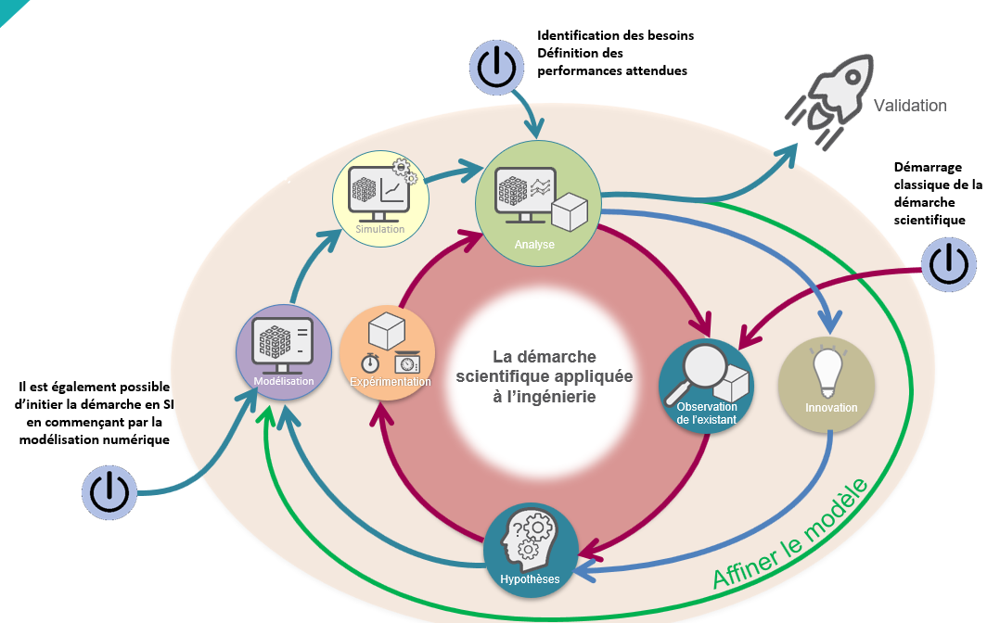 Identification des besoins
Définition des
performances attendues
Validation
Démarrage
classique de la
démarche
scientifique
Simulation
Analyse
Modélisation
Expérimentation
La démarche
scientifique appliquée
à l'ingénierie
Observation
de l'existant
Innovation
Il est également possible
d'initier la démarche en SI
en commençant par la
modélisation numérique
?
Hypothèses
Affiner le modèle